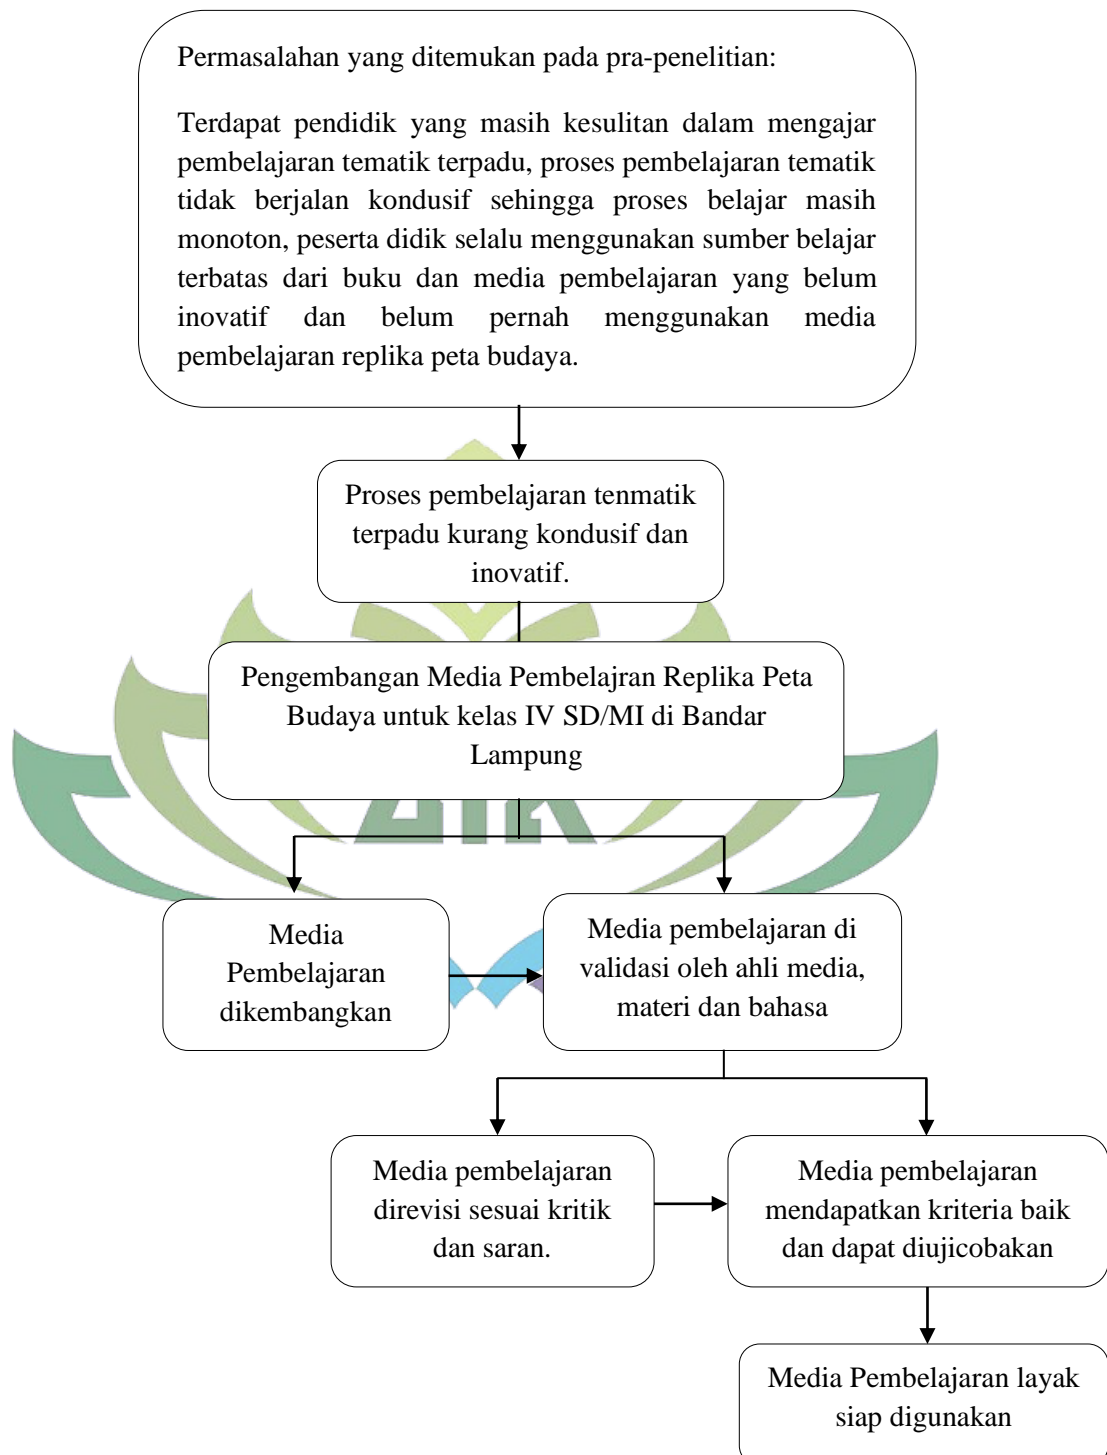 Permasalahan yang ditemukan pada pra-penelitian:
Terdapat pendidik yang masih kesulitan dalam mengajar
pembelajaran tematik terpadu, proses pembelajaran tematik
tidak berjalan kondusif sehingga proses belajar masih
monoton, peserta didik selalu menggunakan sumber belajar
terbatas dari buku dan media pembelajaran yang belum
inovatif dan belum pernah menggunakan media
pembelajaran replika peta budaya.
Proses pembelajaran tenmatik
terpadu kurang kondusif dan
inovatif.
Pengembangan Media Pembelajran Replika Peta
Budaya untuk kelas IV SD/MI di Bandar
Lampung
Media
Pembelajaran
dikembangkan
Media pembelajaran di
validasi oleh ahli media,
materi dan bahasa
Media pembelajaran
direvisi sesuai kritik
dan saran.
Media pembelajaran
mendapatkan kriteria baik
dan dapat diujicobakan
Media Pembelajaran layak
siap digunakan